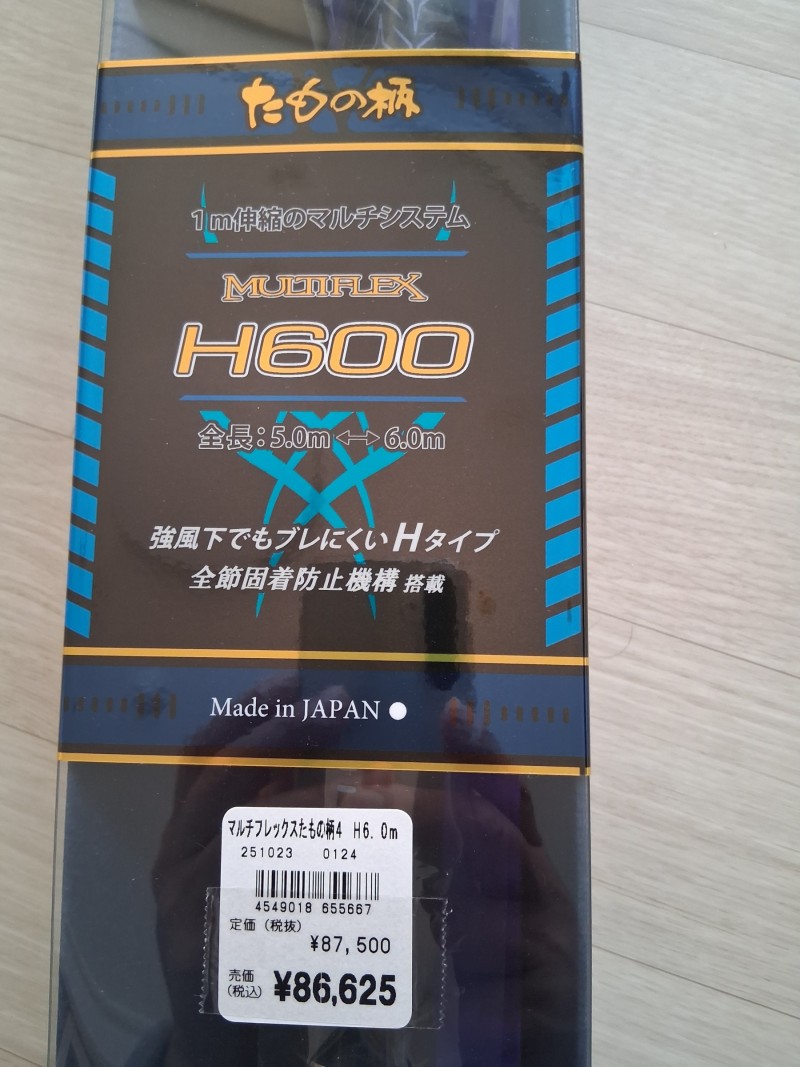 たもの柄
1m伸縮のマルチシステム
MULTIFLEX
H600
全長：5.0m ⟷ 6.0m
強風下でもブレにくいHタイプ
全節固着防止機構 搭載
Made in JAPAN ●
マルチフレックスたもの柄4 H6.0m
251023 0124
4549018 655667
定価（税抜）
¥87,500
売価
（税込）
¥86,625